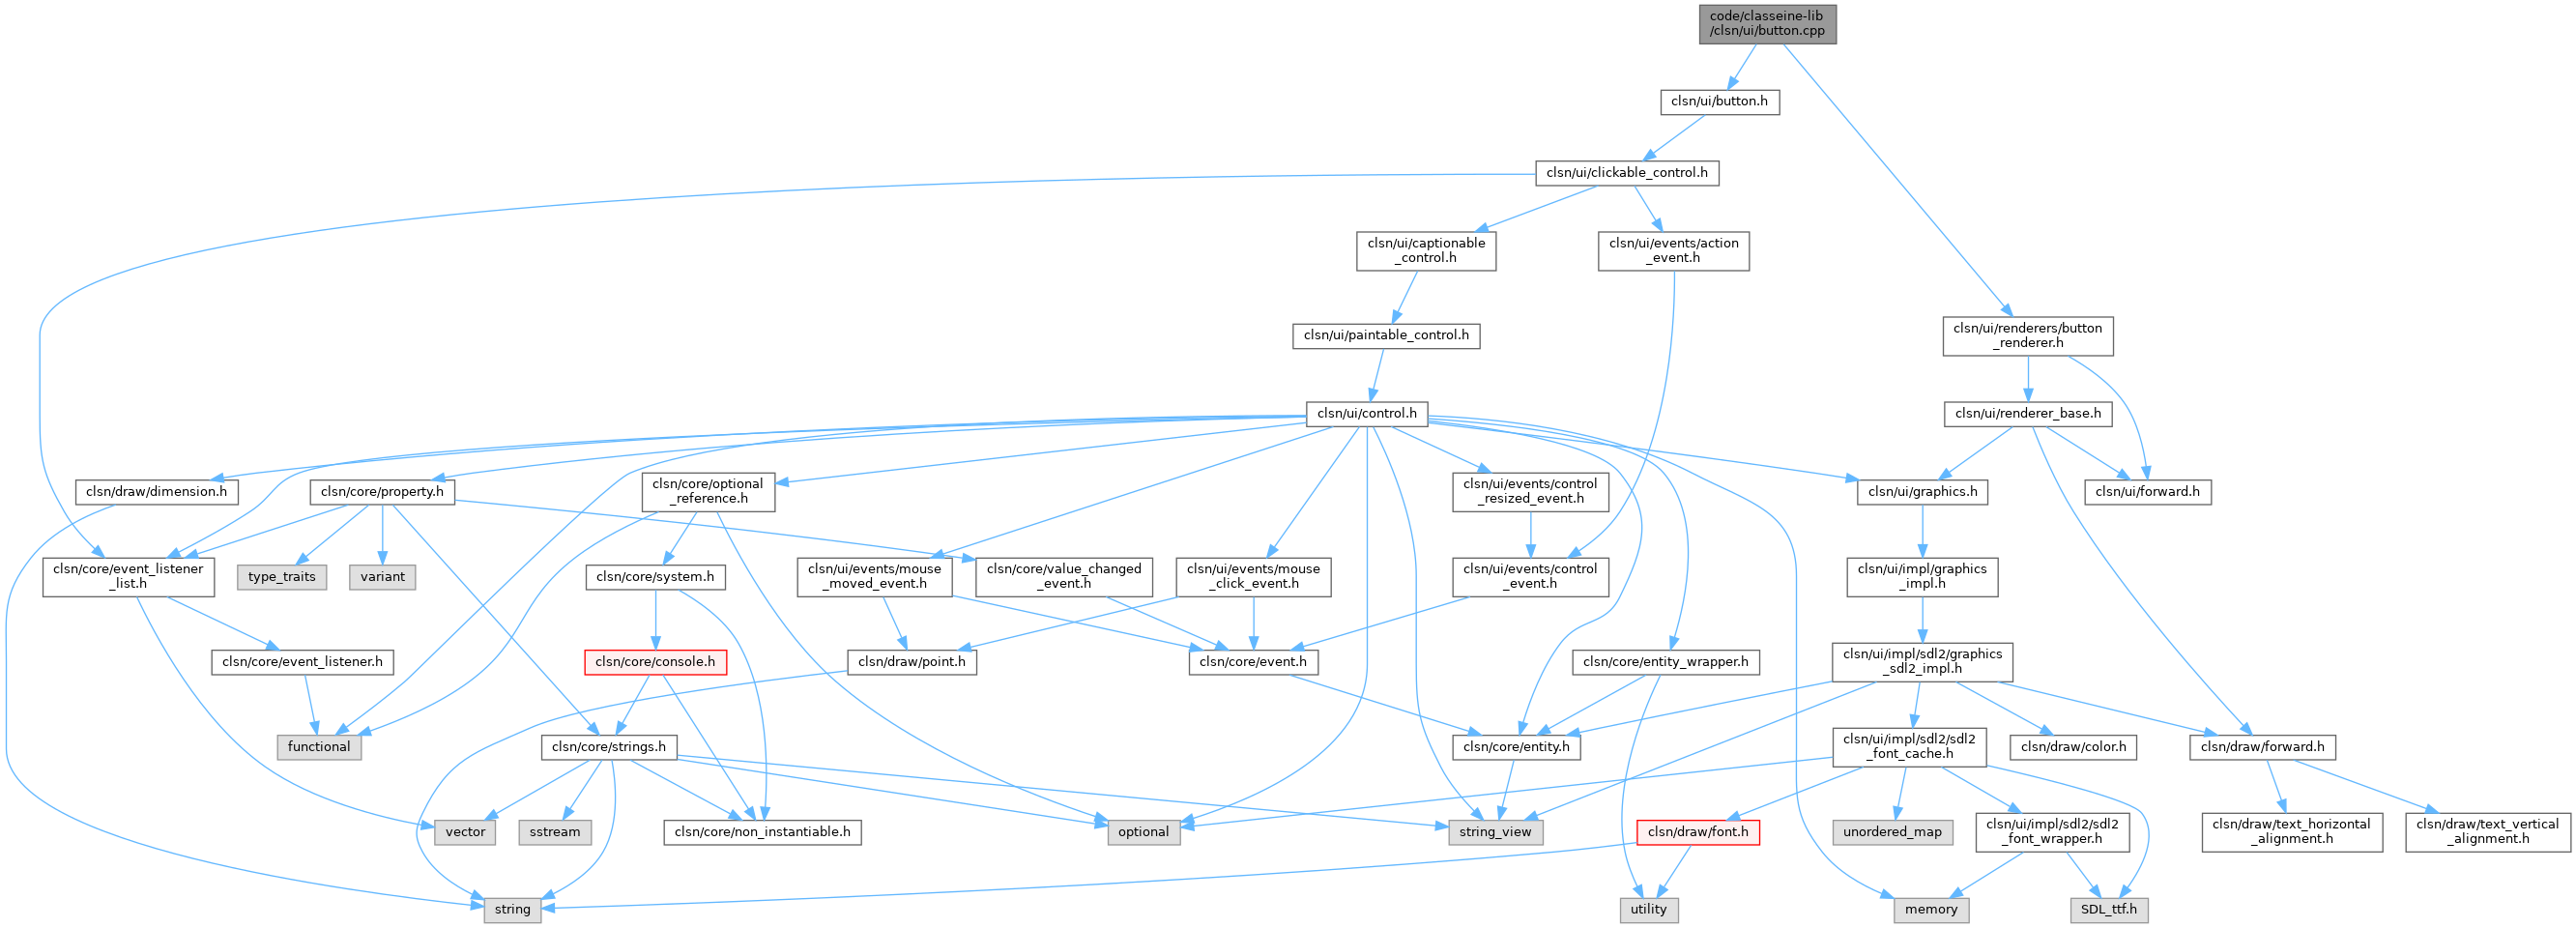 code/classeine-lib
/clsn/ui/button.cpp
clsn/ui/button.h
clsn/ui/clickable_control.h
clsn/ui/captionable
_control.h
clsn/ui/events/action
_event.h
clsn/ui/paintable_control.h
clsn/ui/renderers/button
_renderer.h
clsn/ui/control.h
clsn/ui/renderer_base.h
clsn/draw/dimension.h
clsn/core/property.h
clsn/core/optional
_reference.h
clsn/ui/events/control
_resized_event.h
clsn/ui/graphics.h
clsn/ui/forward.h
clsn/core/event_listener
_list.h
type_traits
variant
clsn/core/system.h
clsn/ui/events/mouse
_moved_event.h
clsn/core/value_changed
_event.h
clsn/ui/events/mouse
_click_event.h
clsn/ui/events/control
_event.h
clsn/ui/impl/graphics
_impl.h
clsn/core/event_listener.h
clsn/core/console.h
clsn/draw/point.h
clsn/core/event.h
clsn/core/entity_wrapper.h
clsn/ui/impl/sdl2/graphics
_sdl2_impl.h
functional
clsn/core/strings.h
clsn/core/entity.h
clsn/ui/impl/sdl2/sdl2
_font_cache.h
clsn/draw/color.h
clsn/draw/forward.h
vector
sstream
clsn/core/non_instantiable.h
optional
string_view
clsn/draw/font.h
unordered_map
clsn/ui/impl/sdl2/sdl2
_font_wrapper.h
clsn/draw/text_horizontal
_alignment.h
clsn/draw/text_vertical
_alignment.h
string
utility
memory
SDL_ttf.h